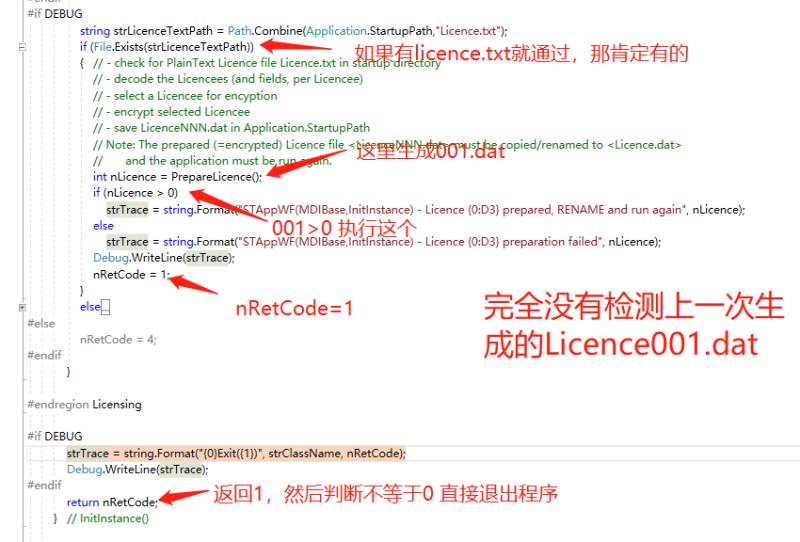 #if DEBUG
string strLicenceTextPath = Path.Combine(Application.StartupPath,"Licence.txt");
if (File.Exists(strLicenceTextPath))
如果有licence.txt就通过，那肯定有的
{ // - check for PlainText Licence file Licence.txt in startup directory
// - decode the Licencees (and fields, per Licencee)
// - select a Licencee for encyption
// - encrypt selected Licencee
// - save LicenceNNN.dat in Application.StartupPath
// Note: The prepared (=encrypted) Licence file <LicenceNNN.dat> must be copied/renamed to <Licence.dat>
这里生成001.dat
// and the application must be run again.
int nLicence = PrepareLicence();
if (nLicence > 0)
strTrace = string.Format("STAppWF(MDIBase,InitInstance) - Licence {0:D3} prepared, RENAME and run again", nLicence);
001>0 执行这个
else
strTrace = string.Format("STAppWF(MDIBase,InitInstance) - Licence {0:D3} preparation failed", nLicence);
Debug.WriteLine(strTrace);
nRetCode = 1;
nRetCode=1
}
else...
完全没有检测上一次生
成的Licence001.dat
#else
nRetCode = 4;
#endif
}
#endregion Licensing
#if DEBUG
strTrace = string.Format("{0}Exit({1})", strClassName, nRetCode);
Debug.WriteLine(strTrace);
#endif
返回1，然后判断不等于0 直接退出程序
return nRetCode;
} // InitInstance()